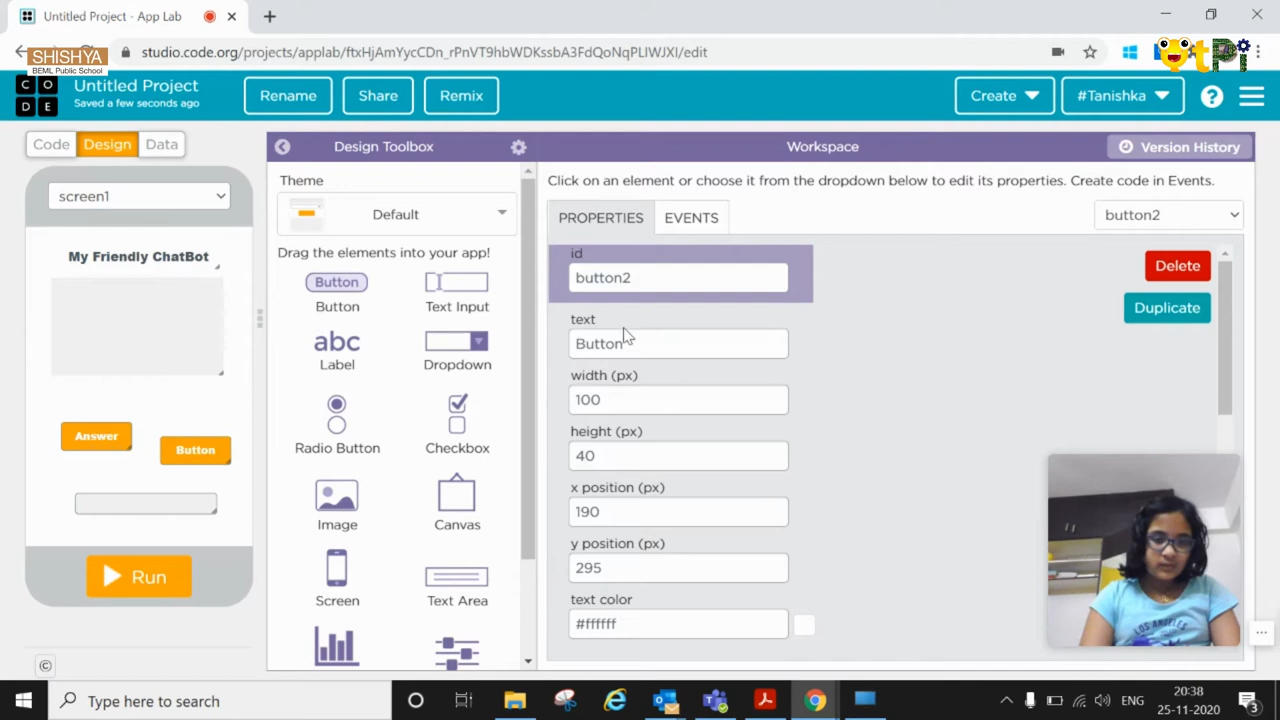 Untitled Project - App Lab
studio.code.org/projects/applab/ftxHjAmYycCDn_rPnVT9hbWDKssbA3FdQoNqPLlWJXI/edit
SHISHYA
BEML Public School
CODE
Untitled Project
Saved a few seconds ago
Rename
Share
Remix
Create
#Tanishka
?
Code
Design
Data
Design Toolbox
Workspace
Version History
screen1
Theme
Default
Click on an element or choose it from the dropdown below to edit its properties. Create code in Events.
PROPERTIES
EVENTS
button2
My Friendly ChatBot
Drag the elements into your app!
Button
Button
Text Input
abc
Label
Dropdown
Radio Button
Checkbox
Image
Canvas
Screen
Text Area
id
button2
Delete
Duplicate
text
Button
width (px)
100
height (px)
40
x position (px)
190
y position (px)
295
text color
#ffffff
Answer
Button
Run
LOS ANGELES
©
Type here to search
ENG
20:38
25-11-2020
3